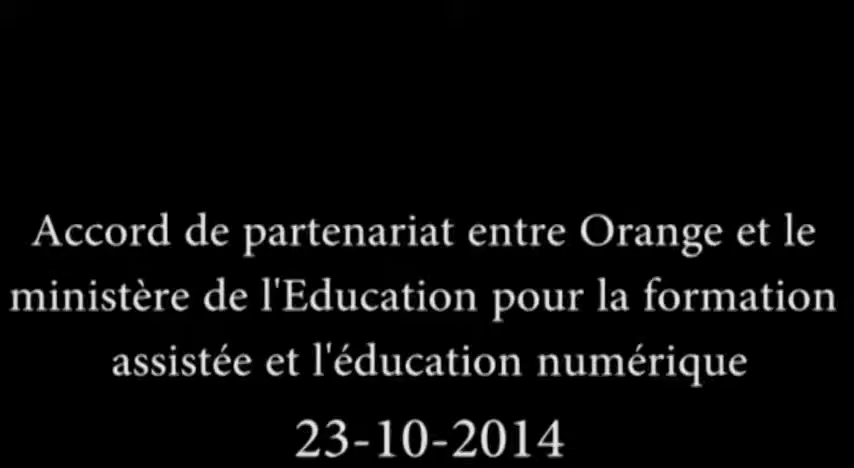 Accord de partenariat entre Orange et le
ministère de l'Education pour la formation
assistée et l'éducation numérique
23-10-2014